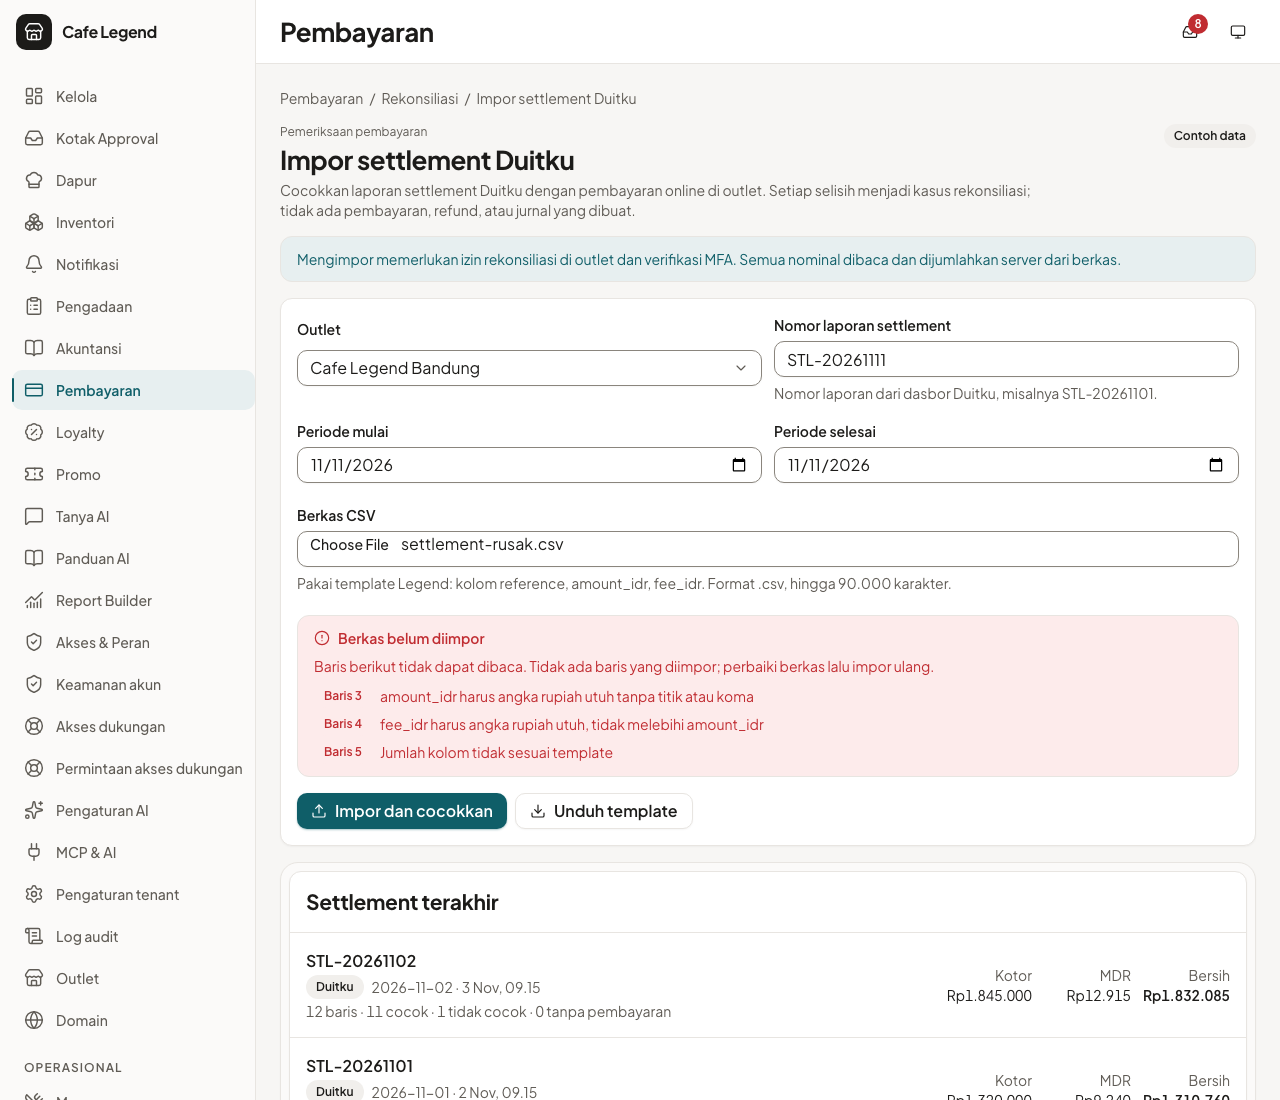 Cafe Legend
Pembayaran
8
Kelola
Kotak Approval
Dapur
Inventori
Notifikasi
Pengadaan
Akuntansi
Pembayaran
Loyalty
Promo
Tanya AI
Panduan AI
Report Builder
Akses & Peran
Keamanan akun
Akses dukungan
Permintaan akses dukungan
Pengaturan AI
MCP & AI
Pengaturan tenant
Log audit
Outlet
Domain
OPERASIONAL
Pembayaran / Rekonsiliasi / Impor settlement Duitku
Pemeriksaan pembayaran
Contoh data
Impor settlement Duitku
Cocokkan laporan settlement Duitku dengan pembayaran online di outlet. Setiap selisih menjadi kasus rekonsiliasi;
tidak ada pembayaran, refund, atau jurnal yang dibuat.
Mengimpor memerlukan izin rekonsiliasi di outlet dan verifikasi MFA. Semua nominal dibaca dan dijumlahkan server dari berkas.
Outlet
Cafe Legend Bandung
Nomor laporan settlement
STL-20261111
Nomor laporan dari dasbor Duitku, misalnya STL-20261101.
Periode mulai
11/11/2026
Periode selesai
11/11/2026
Berkas CSV
Choose File settlement-rusak.csv
Pakai template Legend: kolom reference, amount_idr, fee_idr. Format .csv, hingga 90.000 karakter.
Berkas belum diimpor
Baris berikut tidak dapat dibaca. Tidak ada baris yang diimpor; perbaiki berkas lalu impor ulang.
Baris 3 amount_idr harus angka rupiah utuh tanpa titik atau koma
Baris 4 fee_idr harus angka rupiah utuh, tidak melebihi amount_idr
Baris 5 Jumlah kolom tidak sesuai template
Impor dan cocokkan
Unduh template
Settlement terakhir
STL-20261102
Duitku 2026-11-02 · 3 Nov, 09.15
12 baris · 11 cocok · 1 tidak cocok · 0 tanpa pembayaran
Kotor MDR Bersih
Rp1.845.000 Rp12.915 Rp1.832.085
STL-20261101
Duitku 2026-11-01 · 2 Nov, 09.15
Kotor MDR Bersih
Rp1.320.000 Rp9.240 Rp1.310.760